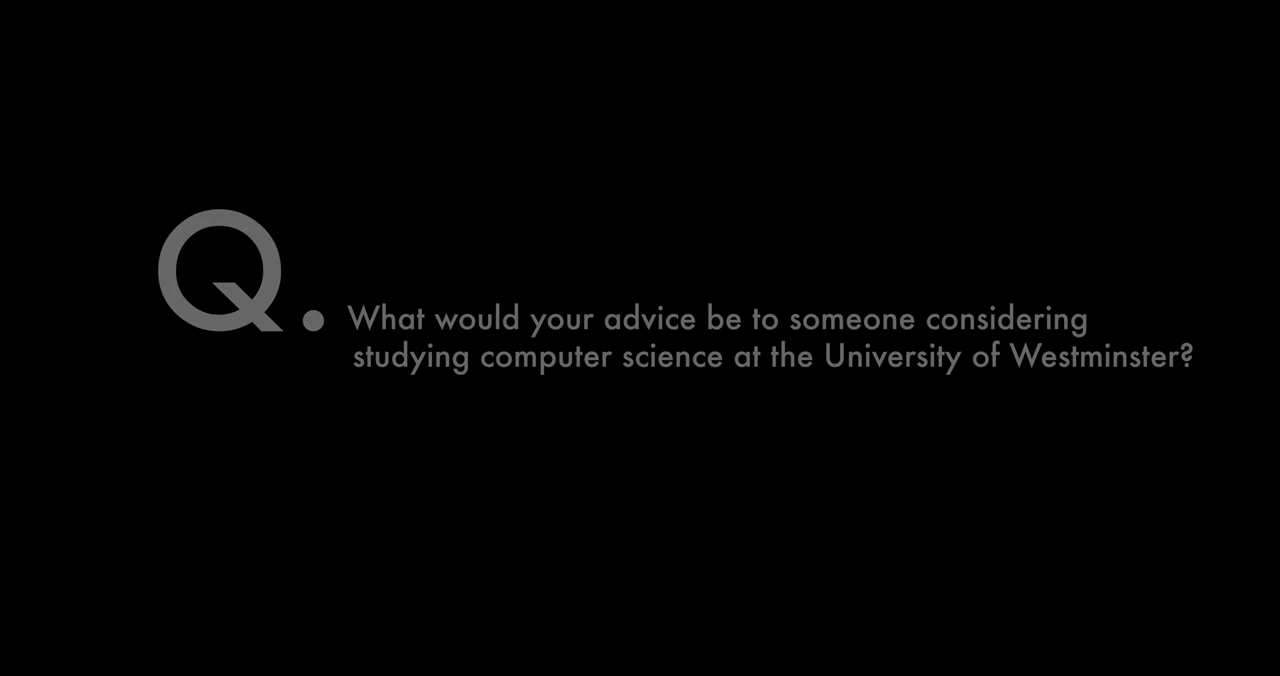 Q. What would your advice be to someone considering
studying computer science at the University of Westminster?